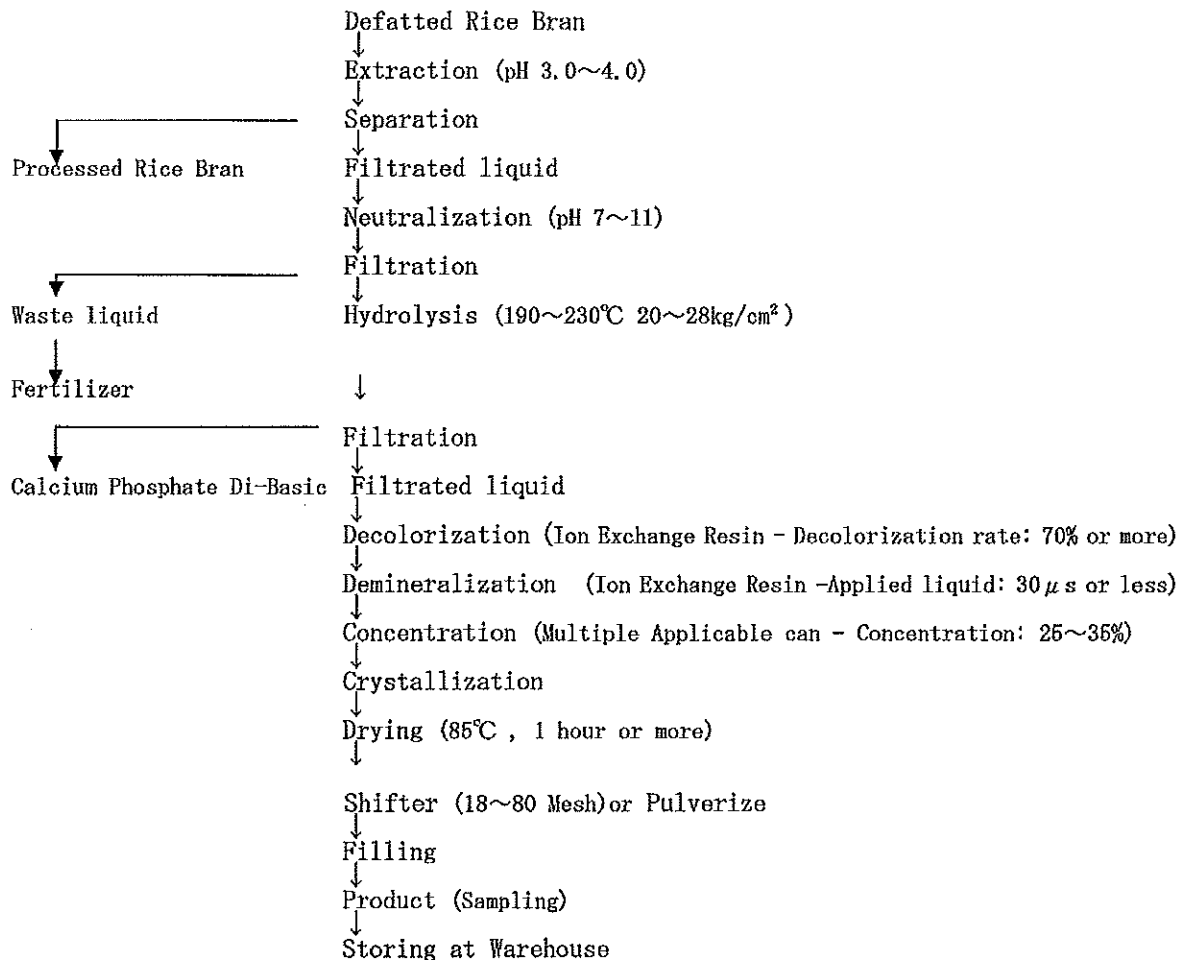 Defatted Rice Bran
↓
Extraction (pH 3.0～4.0)
↓
Separation
↓
Processed Rice Bran Filtrated liquid
↓
Neutralization (pH 7～11)
↓
Filtration
↓
Waste liquid Hydrolysis (190～230℃ 20～28kg/cm²)
Fertilizer ↓
Filtration
↓
Calcium Phosphate Di-Basic Filtrated liquid
↓
Decolorization (Ion Exchange Resin - Decolorization rate: 70% or more)
↓
Demineralization (Ion Exchange Resin -Applied liquid: 30μs or less)
↓
Concentration (Multiple Applicable can - Concentration: 25～35%)
↓
Crystallization
↓
Drying (85℃ , 1 hour or more)
↓
Shifter (18～80 Mesh)or Pulverize
↓
Filling
↓
Product (Sampling)
↓
Storing at Warehouse